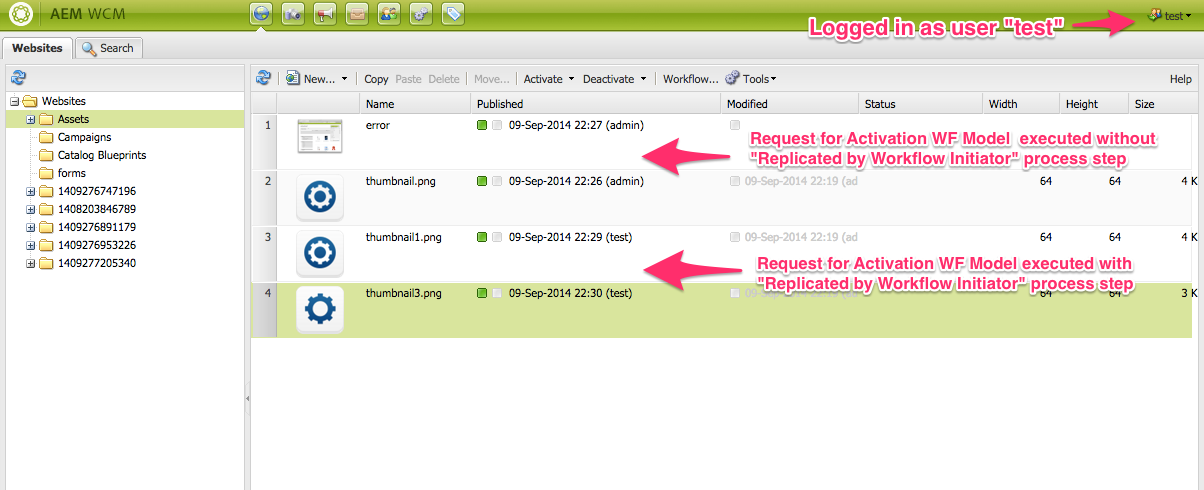 AEM WCM
test
Logged in as user "test"
Websites
Search
New...
Copy
Paste
Delete
Move...
Activate
Deactivate
Workflow...
Tools
Help
Websites
Assets
Campaigns
Catalog Blueprints
forms
1409276747196
1408203846789
1409276891179
1409276953226
1409277205340
Name Published Modified Status Width Height Size
1 error 09-Sep-2014 22:27 (admin)
Request for Activation WF Model executed without
"Replicated by Workflow Initiator" process step
2 thumbnail.png 09-Sep-2014 22:26 (admin) 09-Sep-2014 22:19 (ad 64 64 4 K
3 thumbnail1.png 09-Sep-2014 22:29 (test) 09-Sep-2014 22:19 (ad 64 64 4 K
Request for Activation WF Model executed with
"Replicated by Workflow Initiator" process step
4 thumbnail3.png 09-Sep-2014 22:30 (test) 64 64 3 K